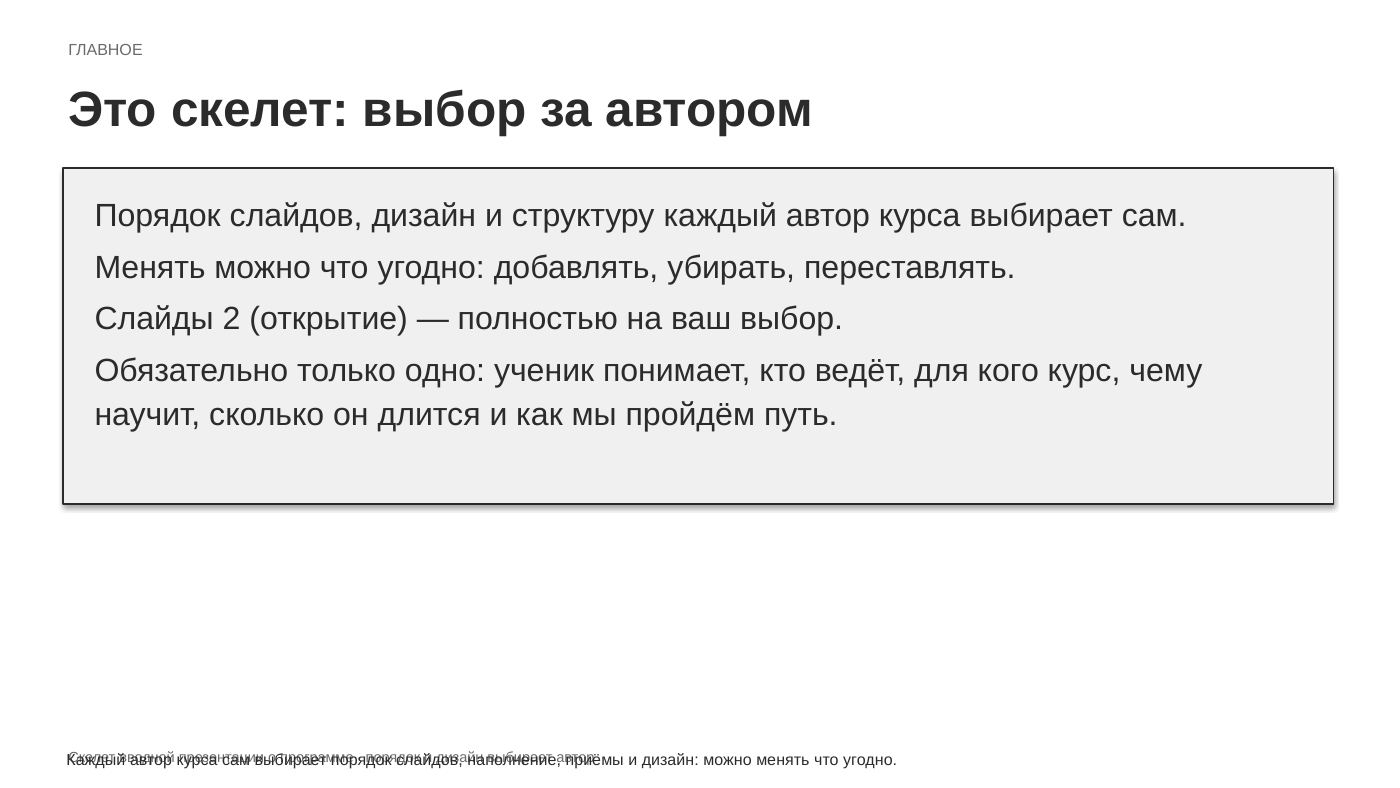 ГЛАВНОЕ
Это скелет: выбор за автором
Порядок слайдов, дизайн и структуру каждый автор курса выбирает сам.
Менять можно что угодно: добавлять, убирать, переставлять.
Слайды 2 (открытие) — полностью на ваш выбор.
Обязательно только одно: ученик понимает, кто ведёт, для кого курс, чему
научит, сколько он длится и как мы пройдём путь.
Каждый автор курса сам выбирает порядок слайдов, наполнение, приёмы и дизайн: можно менять что угодно.